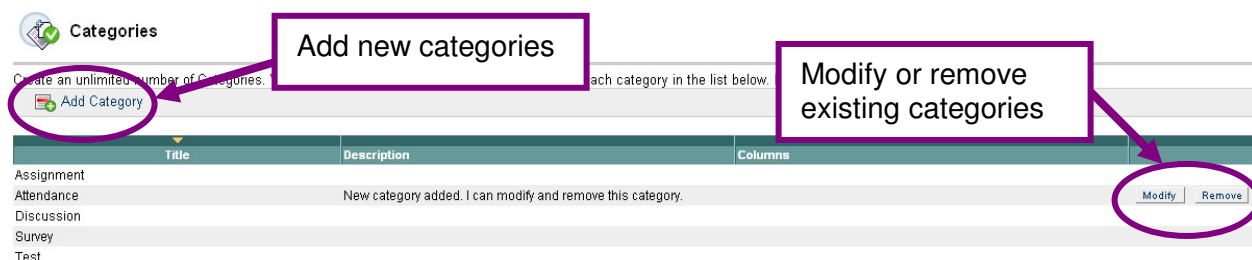 Categories
Add new categories
Create an unlimited number of Categories. each category in the list below.
Modify or remove
existing categories
Add Category
Title Description Columns
Assignment
Attendance New category added. I can modify and remove this category. Modify Remove
Discussion
Survey
Test